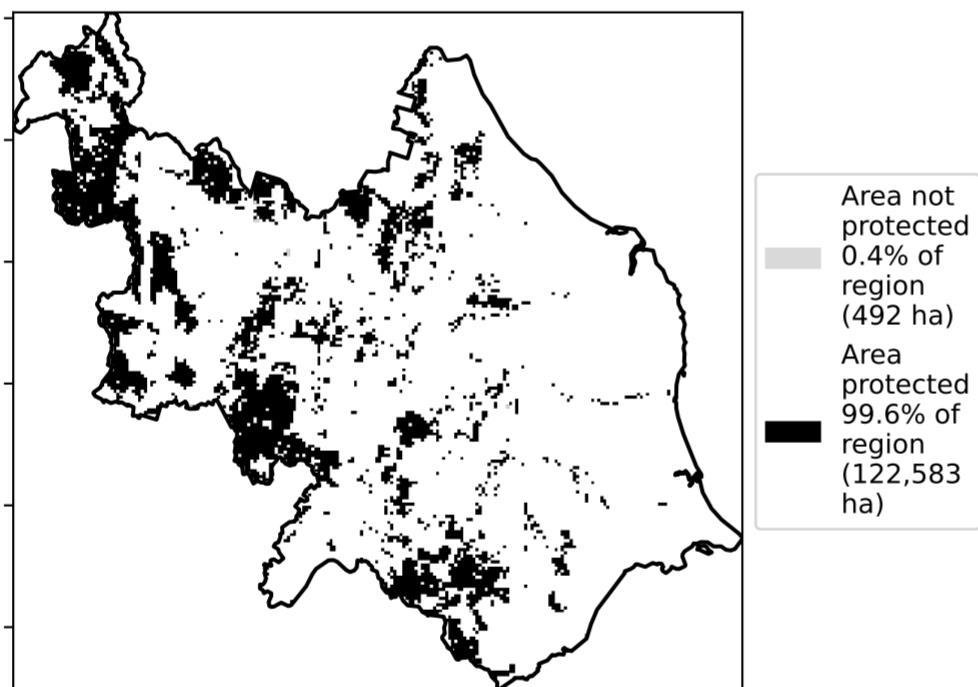 Area not
protected
0.4% of
region
(492 ha)
Area
protected
99.6% of
region
(122,583
ha)